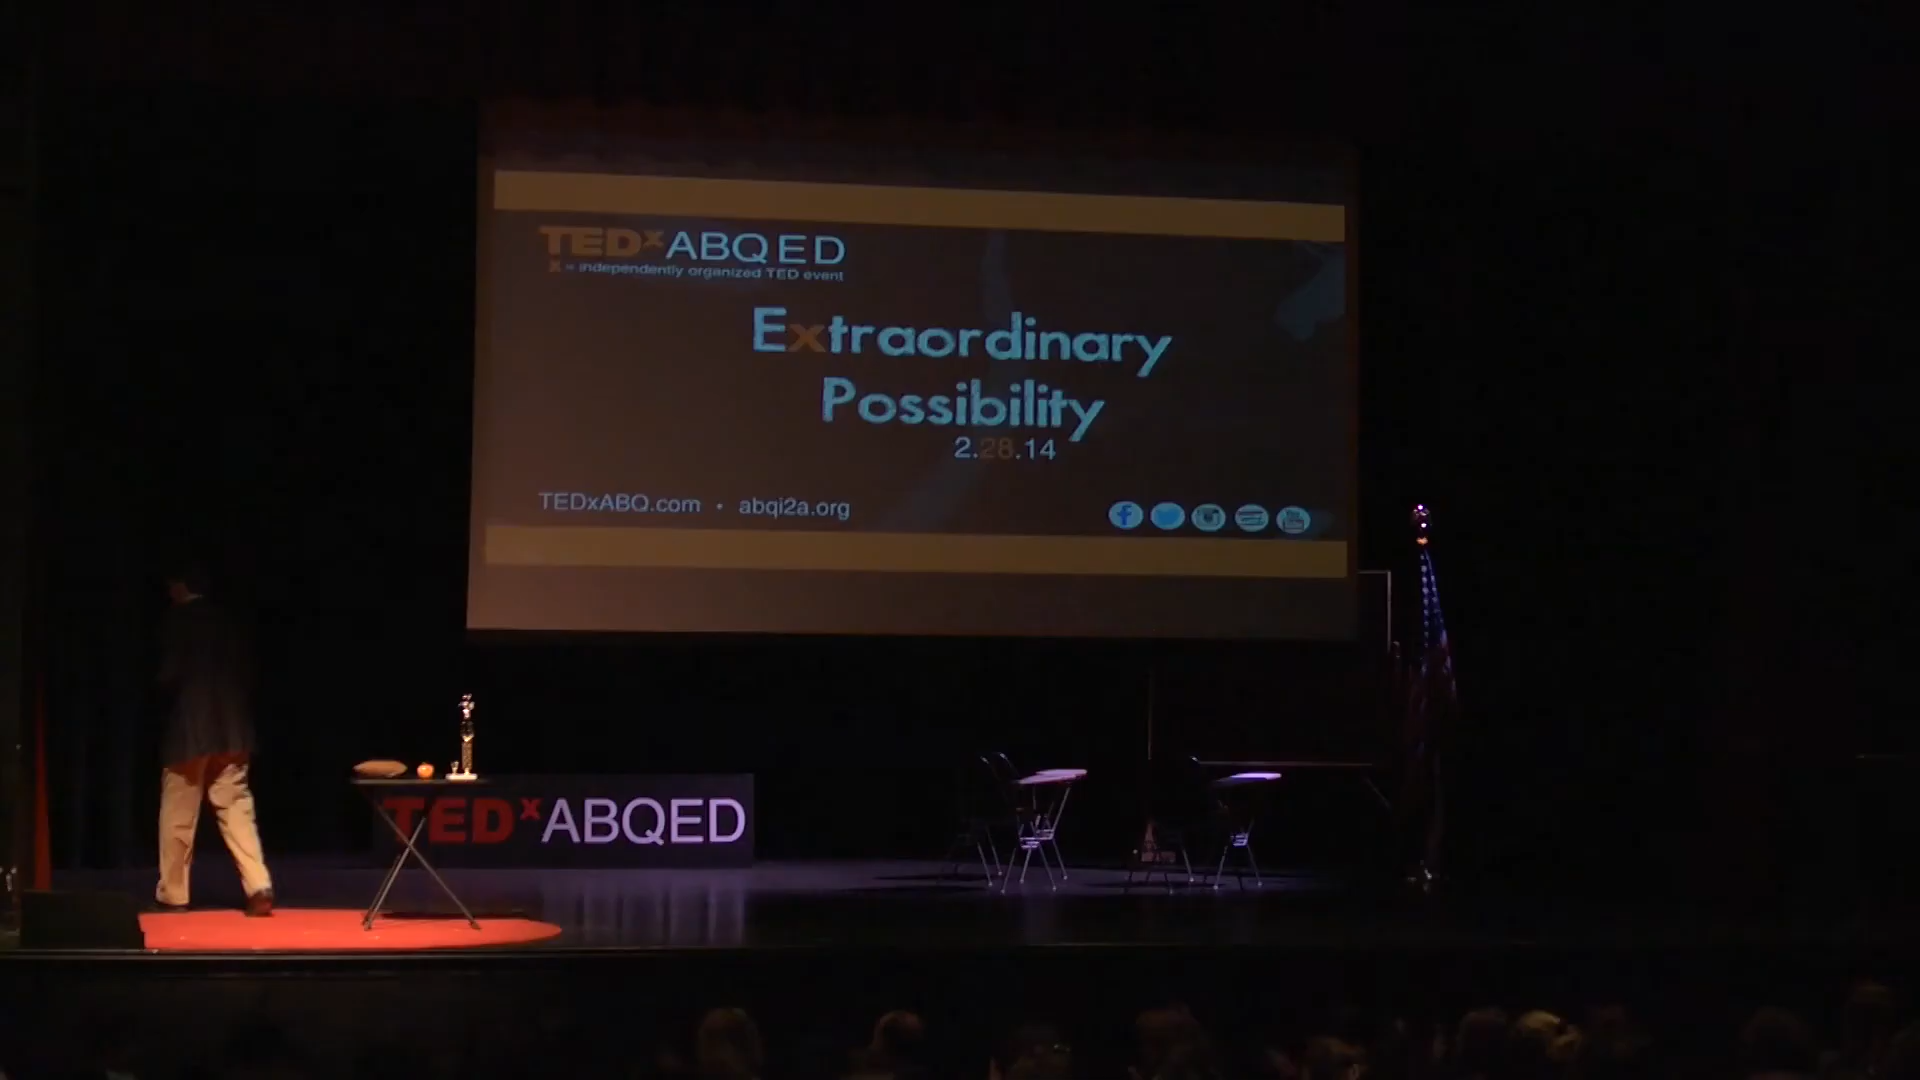 TEDxABQED
x = independently organized TED event
Extraordinary
Possibility
2.28.14
TEDxABQ.com • abqi2a.org
TEDxABQED